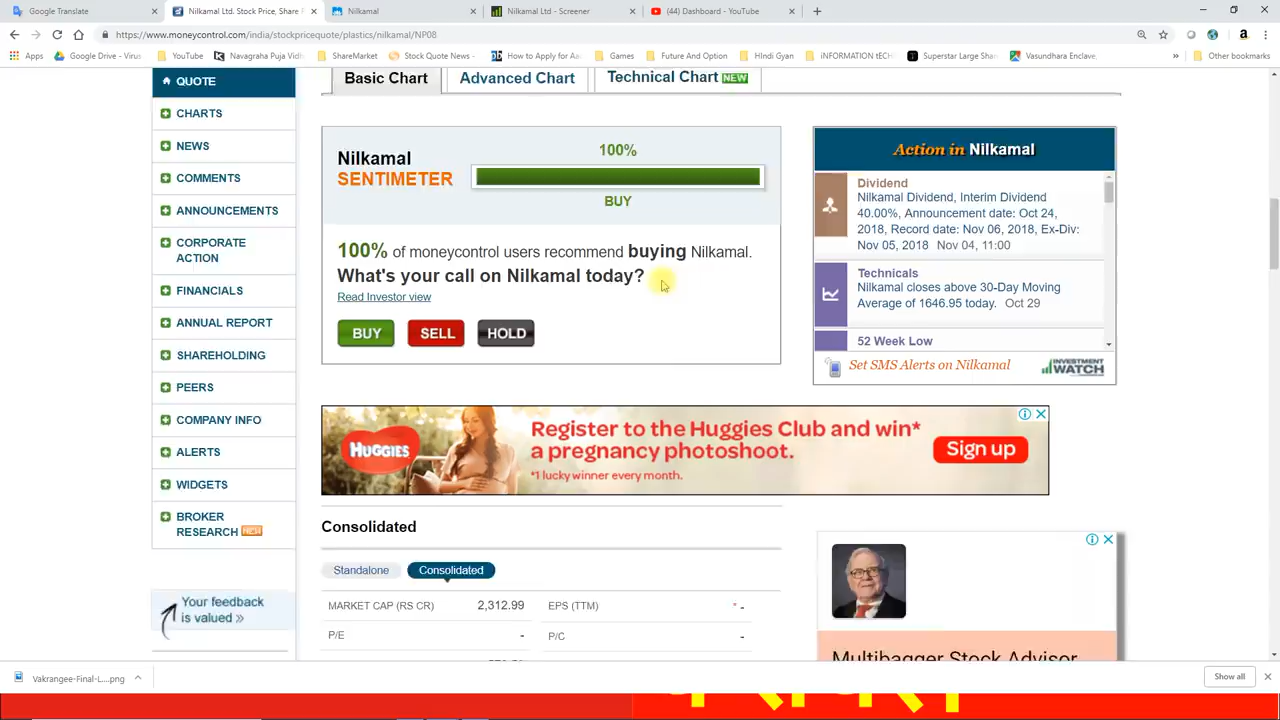 Google Translate
Nilkamal Ltd. Stock Price, Share P
Nilkamal
Nilkamal Ltd - Screener
(44) Dashboard - YouTube
https://www.moneycontrol.com/india/stockpricequote/plastics/nilkamal/NP08
Apps
Google Drive - Virus
YouTube
Navagraha Puja Vidh
ShareMarket
Stock Quote News -
How to Apply for Aad
Games
Future And Option
HIndi Gyan
iNFORMATION tECH
Superstar Large Shar
Vasundhara Enclave,
Other bookmarks
QUOTE
CHARTS
NEWS
COMMENTS
ANNOUNCEMENTS
CORPORATE
ACTION
FINANCIALS
ANNUAL REPORT
SHAREHOLDING
PEERS
COMPANY INFO
ALERTS
WIDGETS
BROKER
RESEARCH NEW
Your feedback
is valued »
Basic Chart
Advanced Chart
Technical Chart NEW
Nilkamal
SENTIMETER
100%
BUY
100% of moneycontrol users recommend buying Nilkamal.
What's your call on Nilkamal today?
Read Investor view
BUY
SELL
HOLD
Action in Nilkamal
Dividend
Nilkamal Dividend, Interim Dividend
40.00%, Announcement date: Oct 24,
2018, Record date: Nov 06, 2018, Ex-Div:
Nov 05, 2018 Nov 04, 11:00
Technicals
Nilkamal closes above 30-Day Moving
Average of 1646.95 today. Oct 29
52 Week Low
Set SMS Alerts on Nilkamal
INVESTMENT
WATCH
HUGGIES
Register to the Huggies Club and win*
a pregnancy photoshoot.
*1 lucky winner every month.
Sign up
Consolidated
Standalone
Consolidated
MARKET CAP (RS CR) 2,312.99
EPS (TTM) * -
P/E -
P/C -
Multibagger Stock Advisor
Vakrangee-Final-L....png
Show all